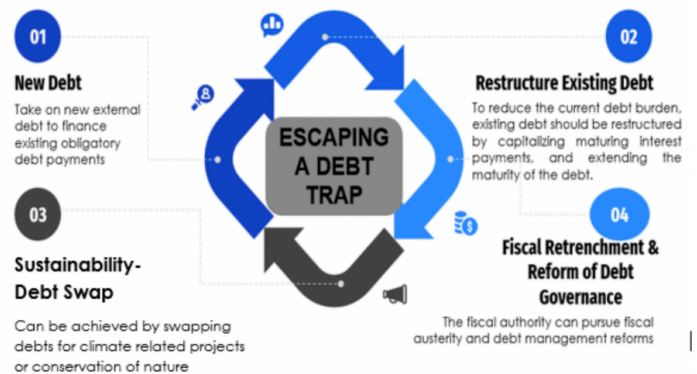 01
New Debt
Take on new external
debt to finance
existing obligatory
debt payments
02
Restructure Existing Debt
To reduce the current debt burden,
existing debt should be restructured
by capitalizing maturing interest
payments, and extending the
maturity of the debt.
ESCAPING
A DEBT
TRAP
03
Sustainability-
Debt Swap
Can be achieved by swapping
debts for climate related projects
or conservation of nature
04
Fiscal Retrenchment &
Reform of Debt
Governance
The fiscal authority can pursue fiscal
austerity and debt management reforms